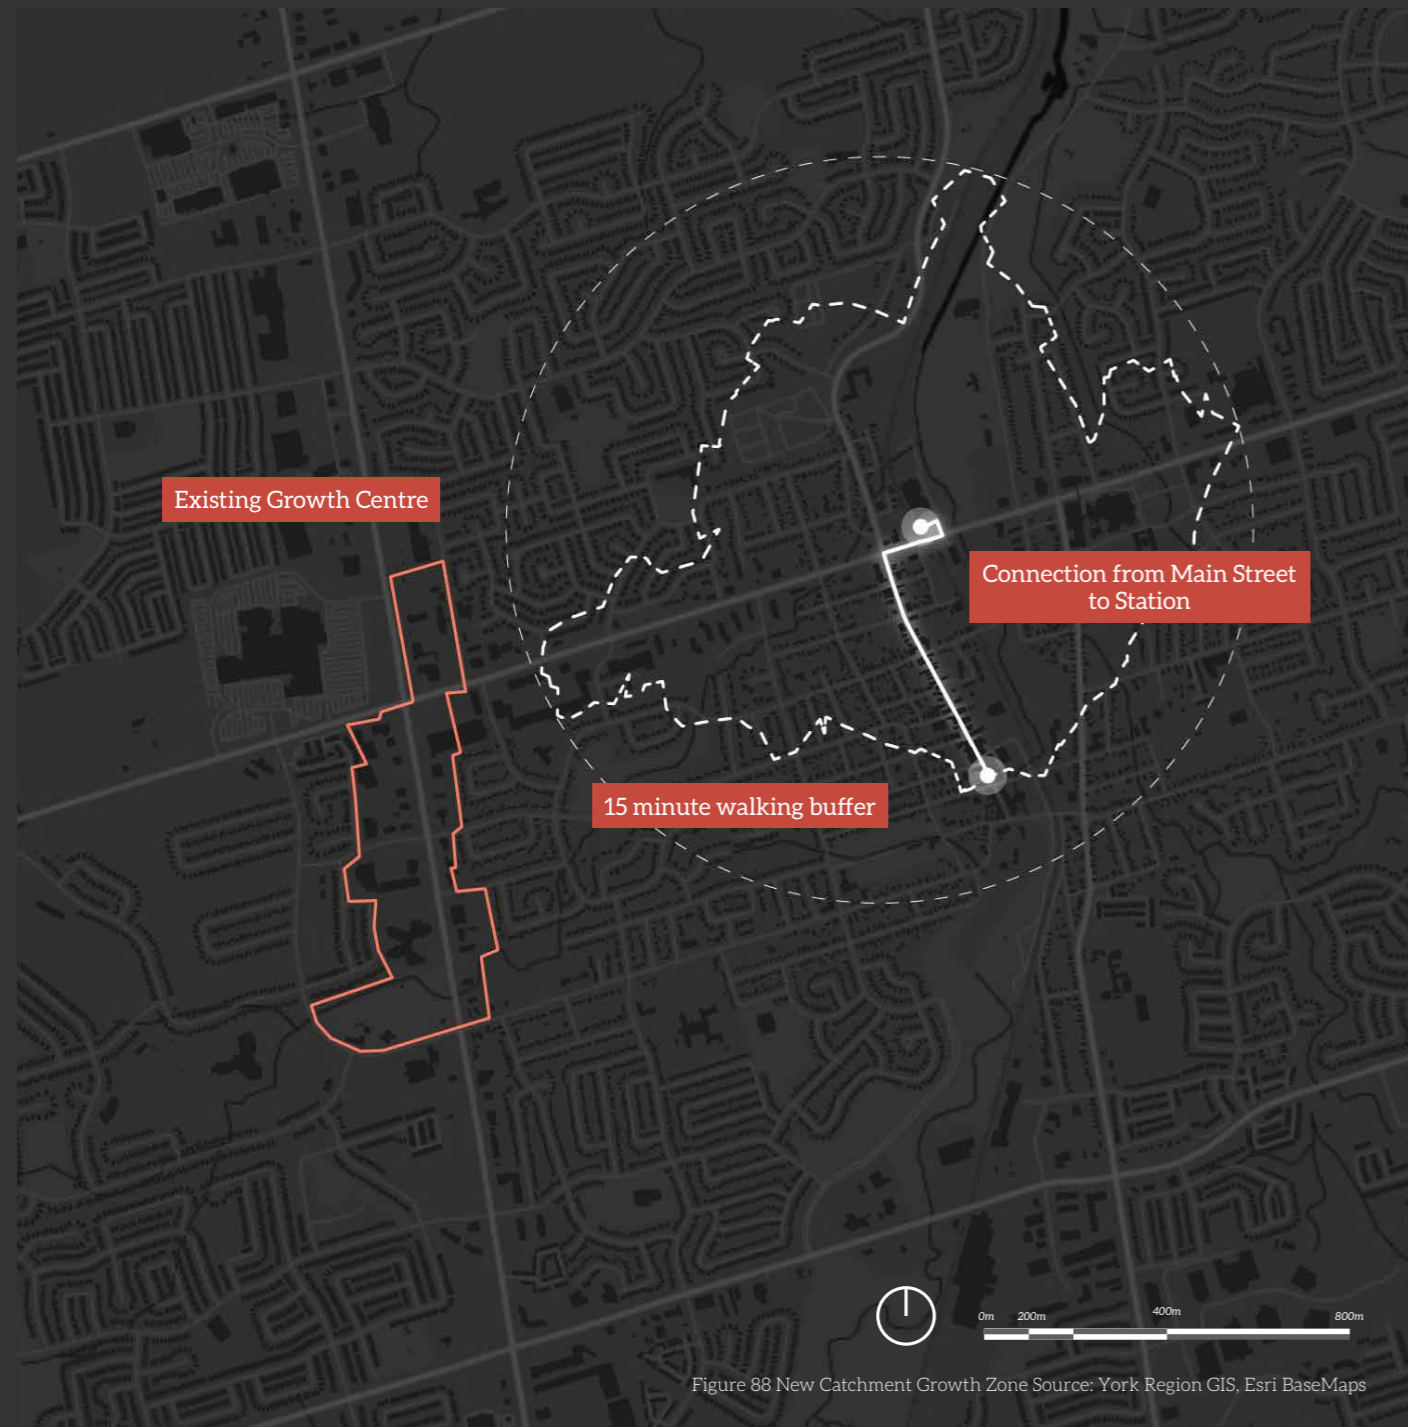 Existing Growth Centre
Connection from Main Street
to Station
15 minute walking buffer
0m 200m 400m 800m
Figure 88 New Catchment Growth Zone Source: York Region GIS, Esri BaseMaps